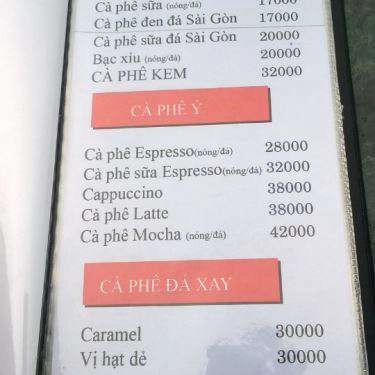 Cà phê sữa (nóng/đá) 17000
Cà phê đen đá Sài Gòn 17000
Cà phê sữa đá Sài Gòn 20000
Bạc xỉu (nóng/đá) 20000
CÀ PHÊ KEM 32000
CÀ PHÊ Ý
Cà phê Espresso(nóng/đá) 28000
Cà phê sữa Espresso(nóng/đá) 32000
Cappuccino 38000
Cà phê Latte 38000
Cà phê Mocha (nóng/đá) 42000
CÀ PHÊ ĐÁ XAY
Caramel 30000
Vị hạt dẻ 30000